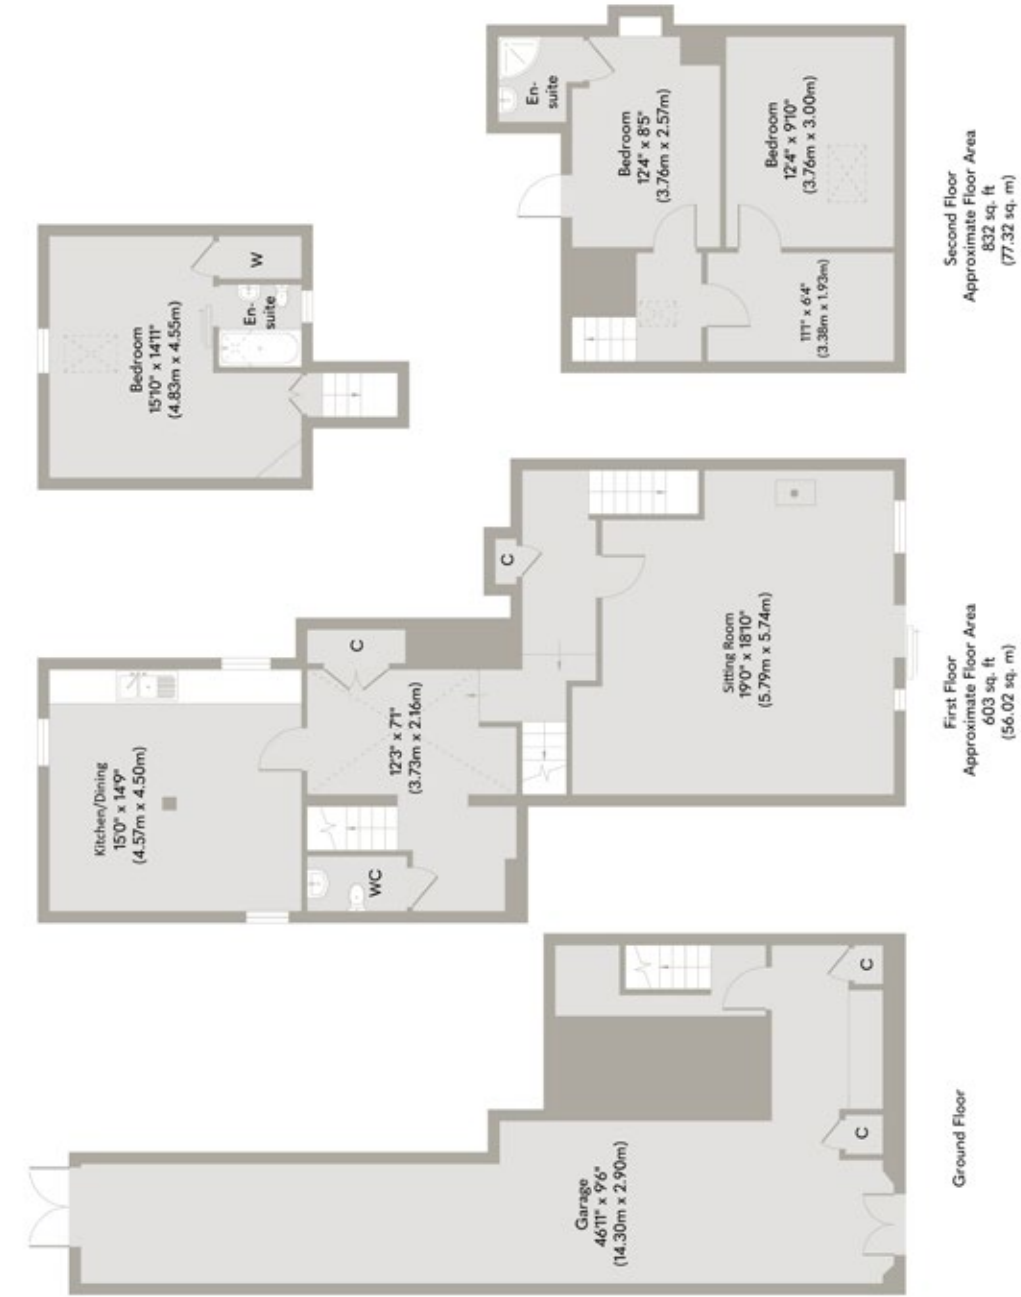 Garage
46'11" x 9'6"
(14.30m x 2.90m)
C
C
Ground Floor
Kitchen/Dining
15'0" x 14'9"
(4.57m x 4.50m)
WC
12'3" x 7'1"
(3.73m x 2.16m)
C
C
Sitting Room
19'0" x 18'10"
(5.79m x 5.74m)
First Floor
Approximate Floor Area
603 sq. ft
(56.02 sq. m)
Bedroom
15'10" x 14'11"
(4.83m x 4.55m)
En-
suite
W
En-
suite
Bedroom
12'4" x 8'5"
(3.76m x 2.57m)
Bedroom
12'4" x 9'10"
(3.76m x 3.00m)
11'1" x 6'4"
(3.38m x 1.93m)
Second Floor
Approximate Floor Area
832 sq. ft
(77.32 sq. m)